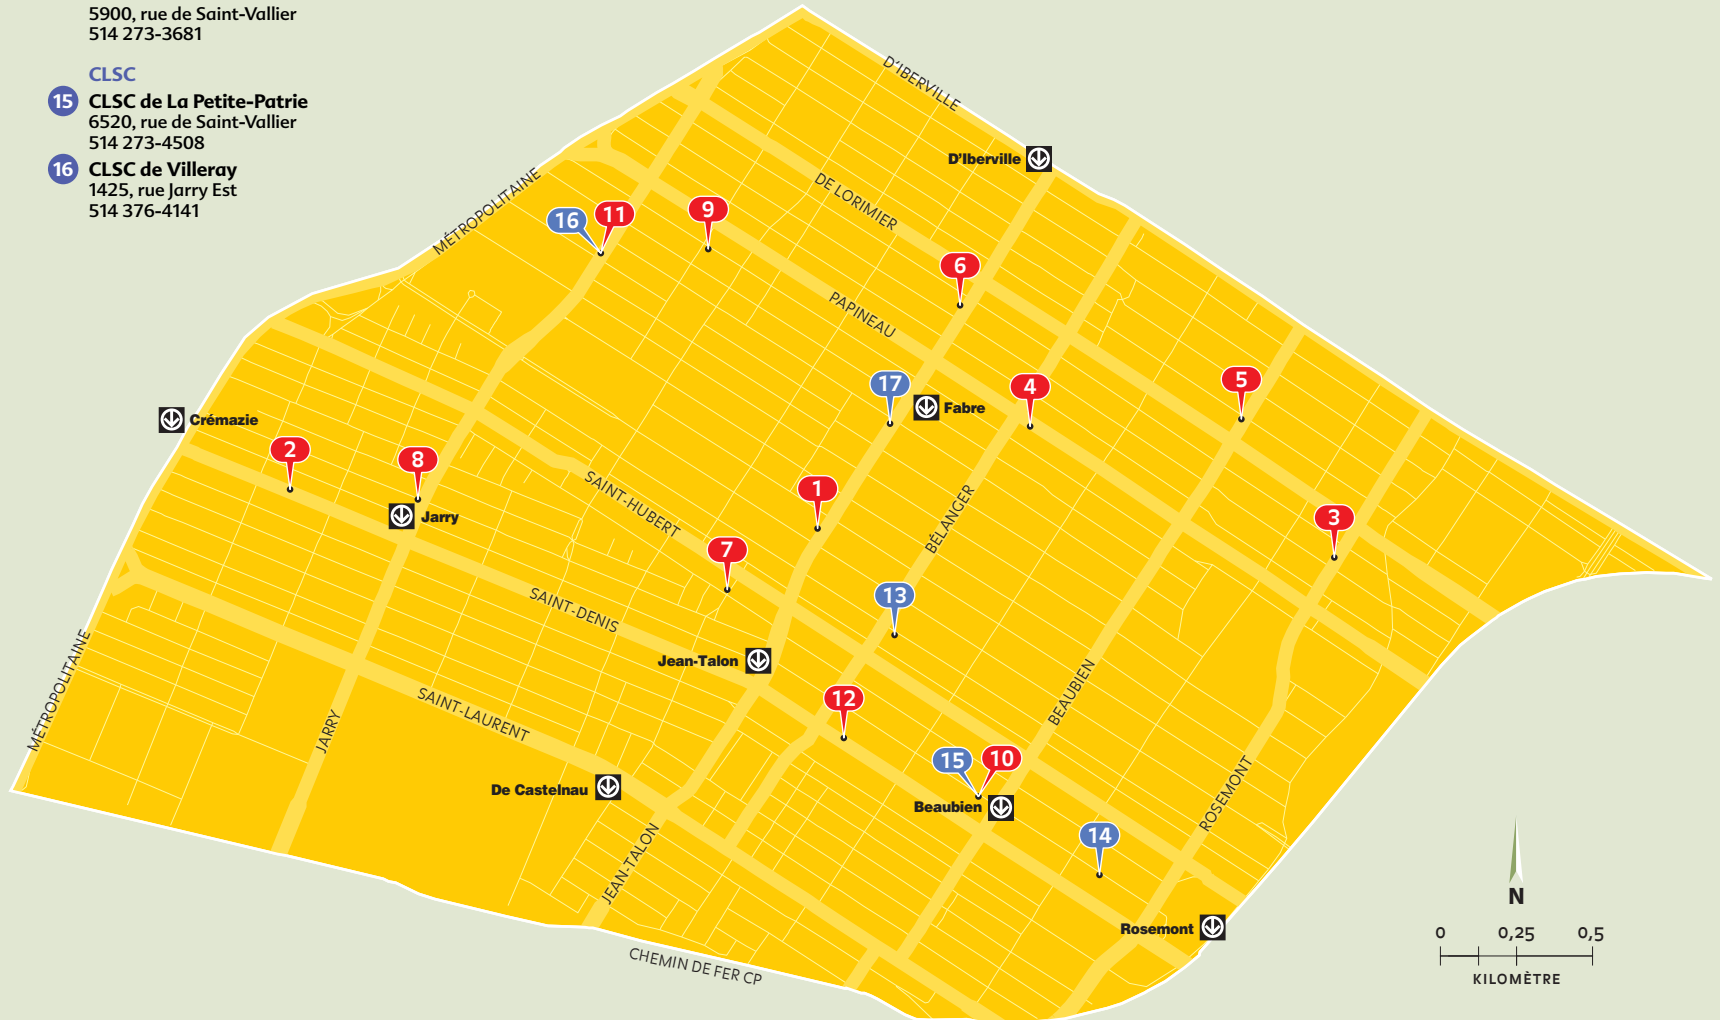 5900, rue de Saint-Vallier
514 273-3681
CLSC
15 CLSC de La Petite-Patrie
6520, rue de Saint-Vallier
514 273-4508
16 CLSC de Villeray
1425, rue Jarry Est
514 376-4141
D'IBERVILLE
D'Iberville
MÉTROPOLITAINE
DE LORIMIER
16
11
9
6
PAPINEAU
17
Fabre
4
5
Crémazie
2
8
Jarry
SAINT-HUBERT
1
BÉLANGER
3
7
SAINT-DENIS
13
Jean-Talon
MÉTROPOLITAINE
JARRY
SAINT-LAURENT
12
BEAUBIEN
De Castelnau
15
10
Beaubien
ROSEMONT
14
JEAN-TALON
Rosemont
CHEMIN DE FER CP
N
0 0,25 0,5
KILOMÈTRE